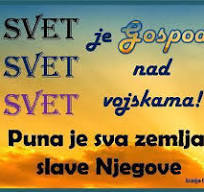 SVET je Gospod
SVET nad
SVET vojskama!
Puna je sva zemlja
slave Njegove